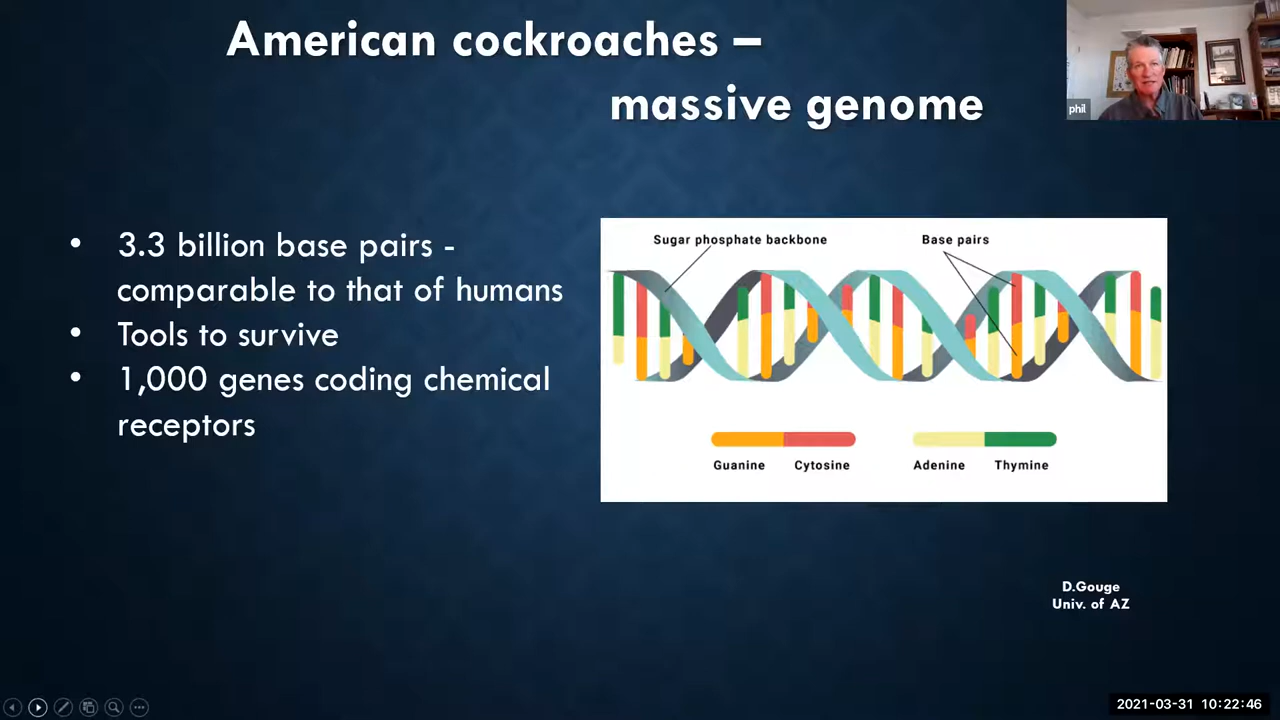 American cockroaches –
massive genome
phil
• 3.3 billion base pairs -
comparable to that of humans
• Tools to survive
• 1,000 genes coding chemical
receptors
Sugar phosphate backbone
Base pairs
Guanine
Cytosine
Adenine
Thymine
D.Gouge
Univ. of AZ
2021-03-31 10:22:46